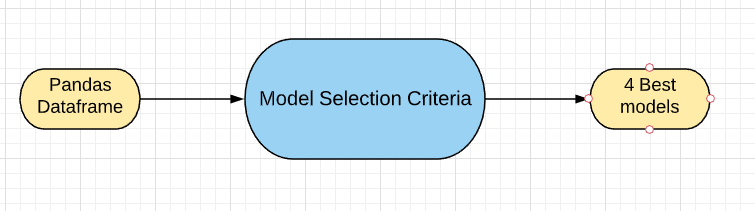 Pandas
Dataframe
Model Selection Criteria
4 Best
models